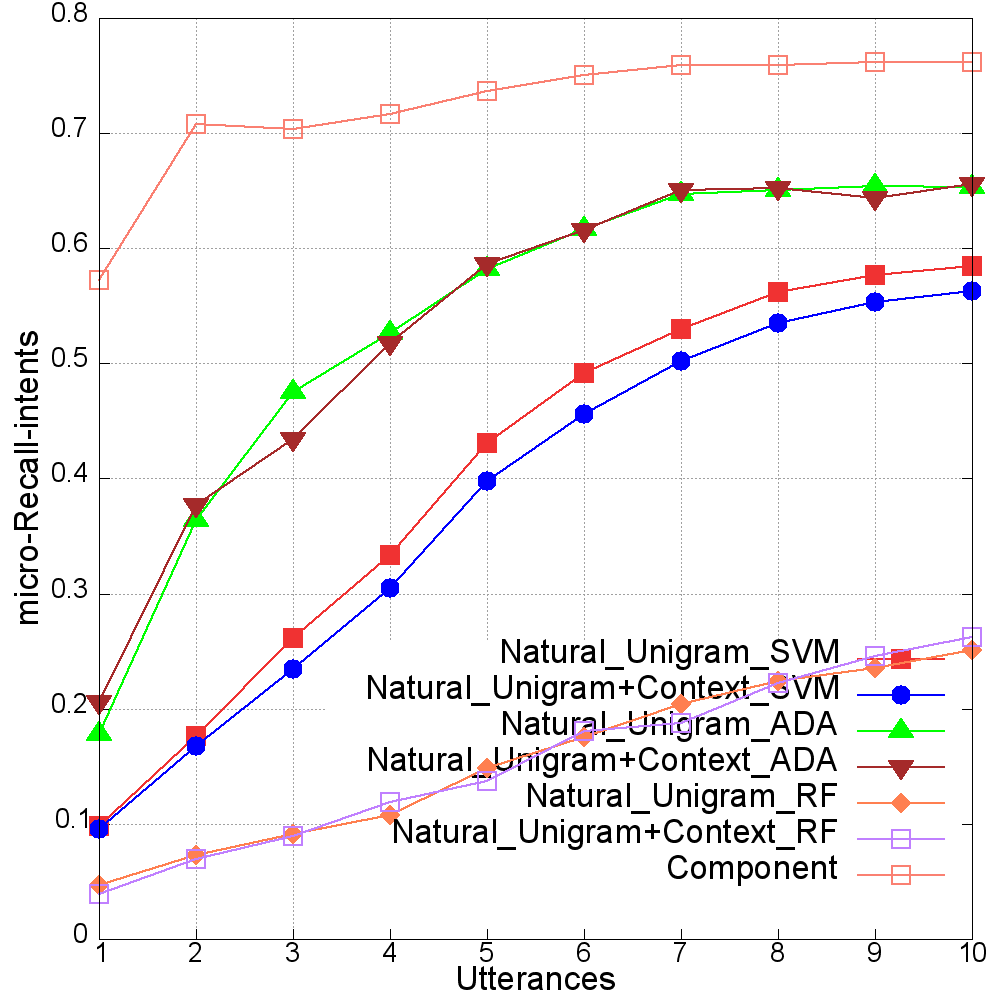 0.8
0.7
0.6
0.5
0.4
0.3
0.2
0.1
0
micro-Recall-intents
Natural_Unigram_SVM
Natural_Unigram+Context_SVM
Natural_Unigram_ADA
Natural_Unigram+Context_ADA
Natural_Unigram_RF
Natural_Unigram+Context_RF
Component
1 2 3 4 5 6 7 8 9 10
Utterances